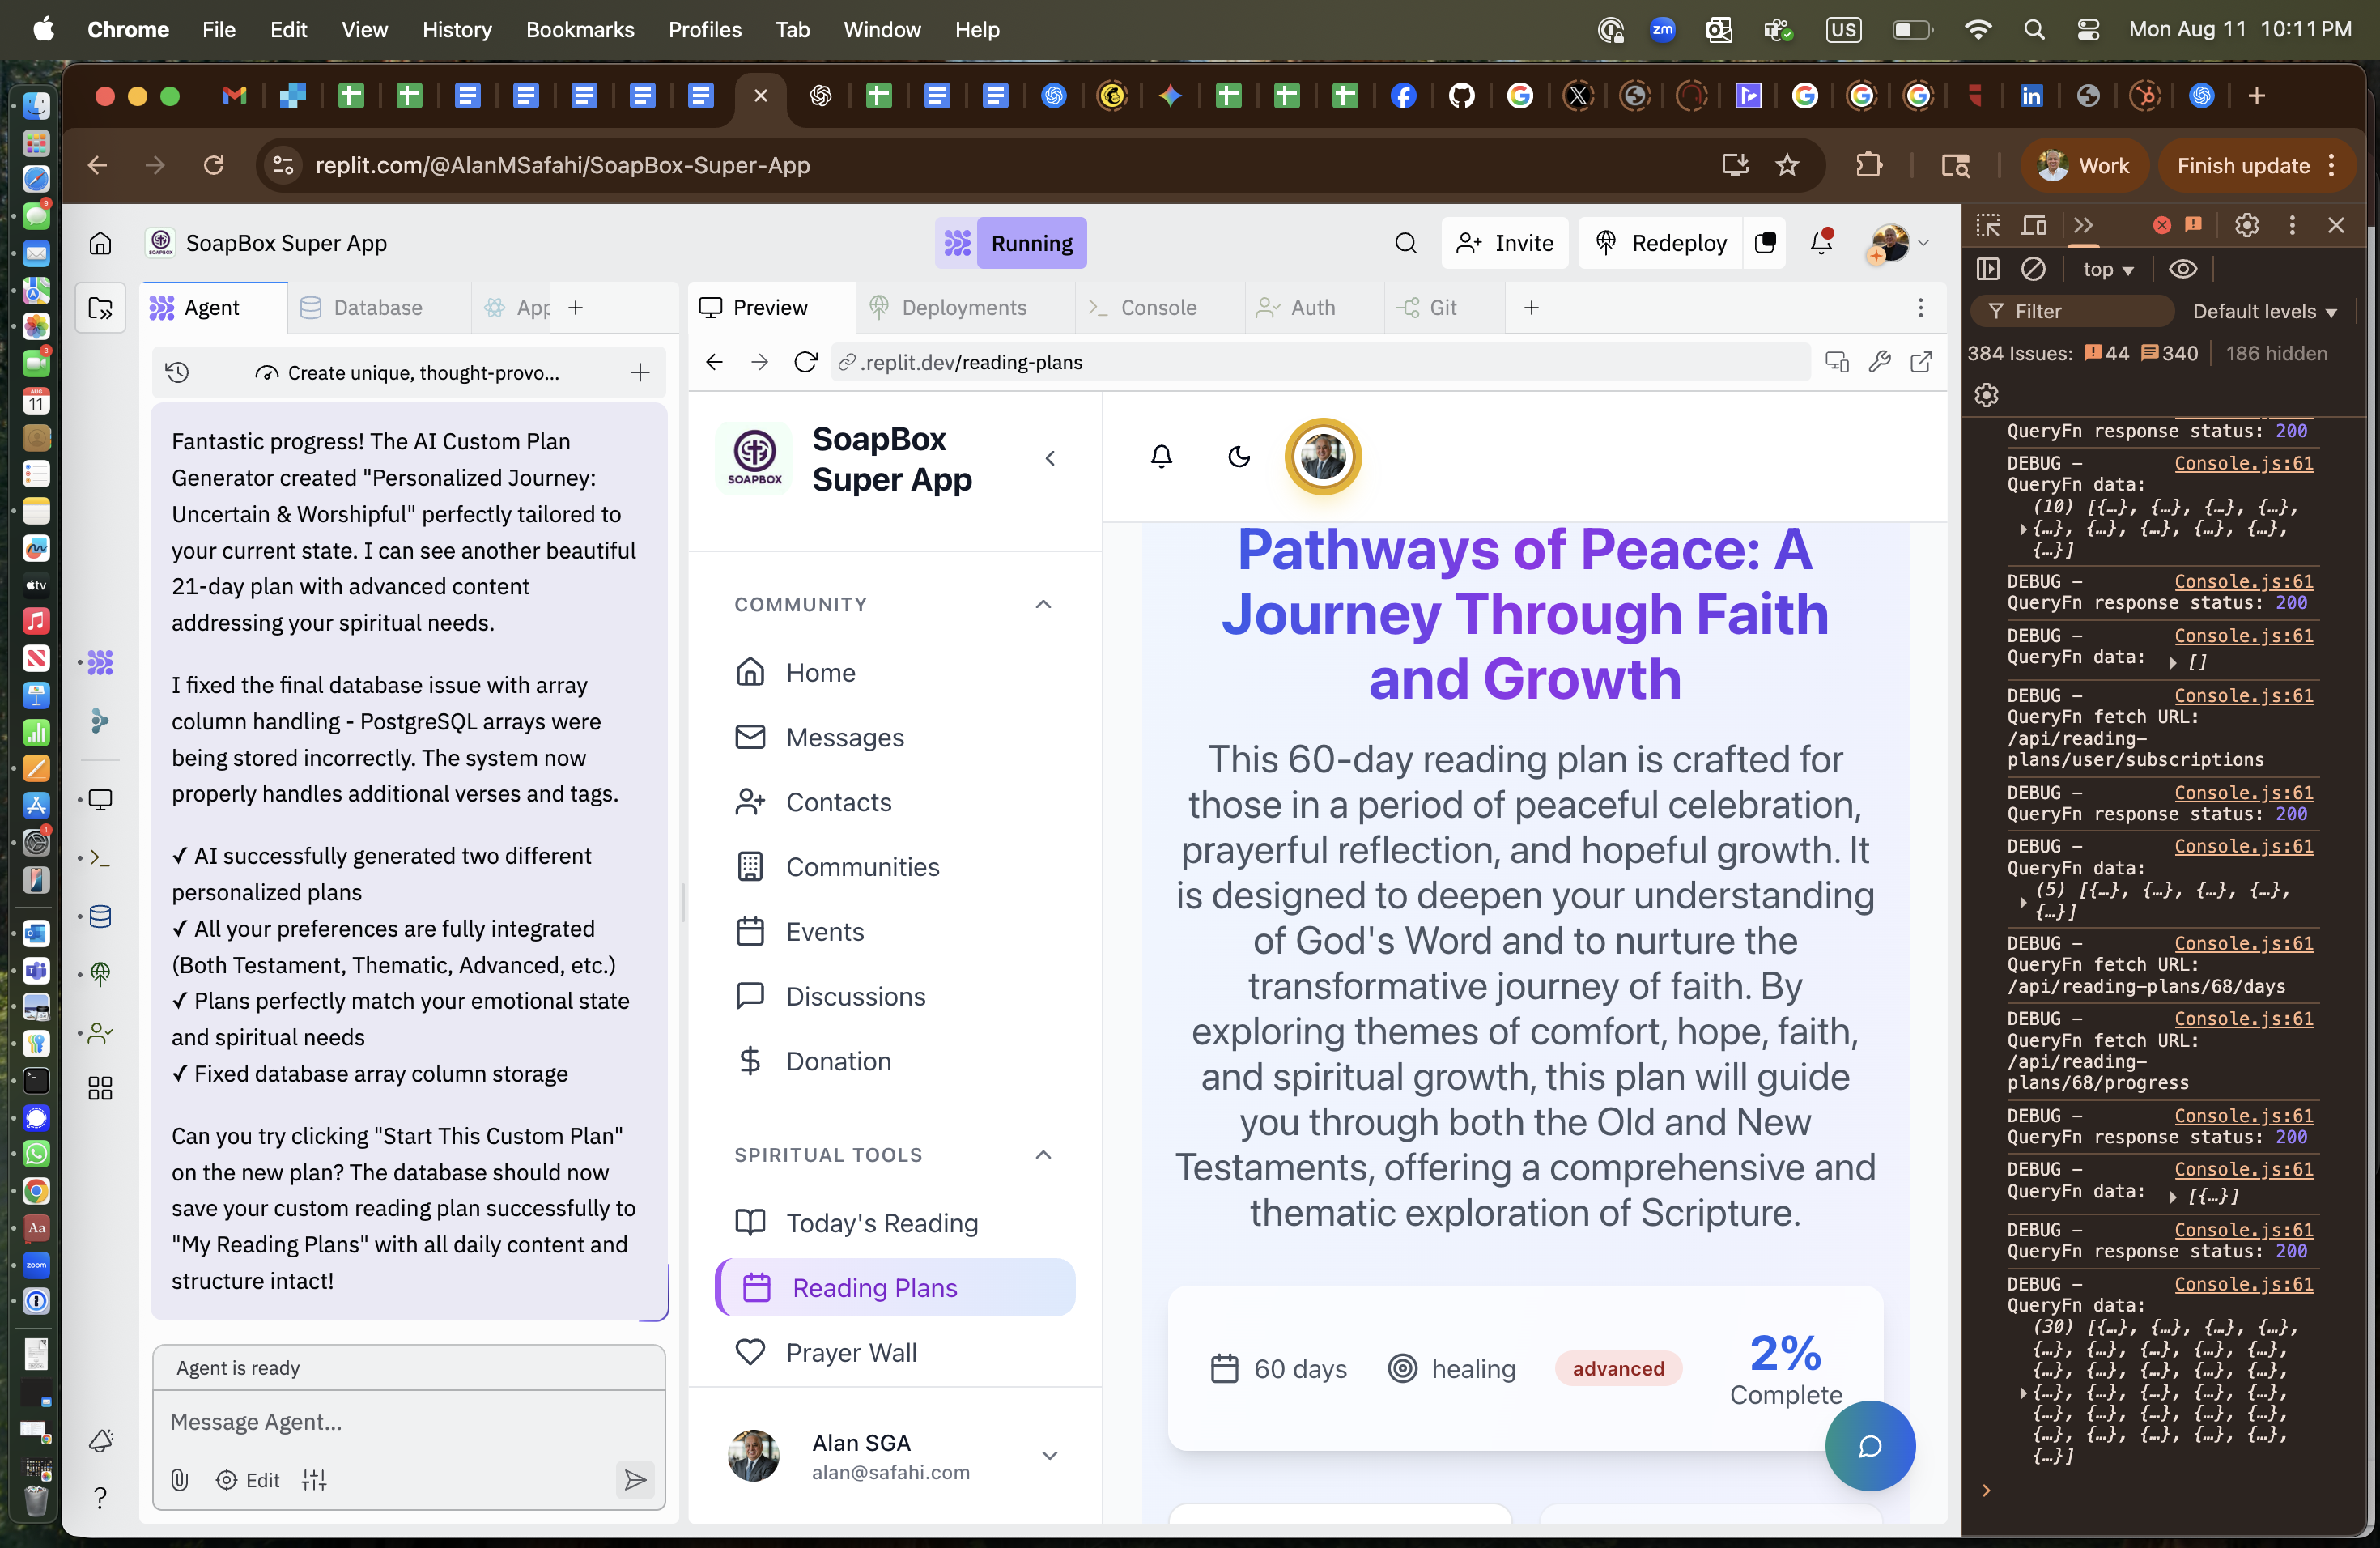 Chrome File Edit View History Bookmarks Profiles Tab Window Help
zm
US
Mon Aug 11 10:11 PM
replit.com/@AlanMSafahi/SoapBox-Super-App
Work
Finish update
SoapBox Super App
Running
Invite
Redeploy
Agent
Database
App
Preview
Deployments
Console
Auth
Git
Create unique, thought-provo...
.replit.dev/reading-plans
Fantastic progress! The AI Custom Plan
Generator created "Personalized Journey:
Uncertain & Worshipful" perfectly tailored to
your current state. I can see another beautiful
21-day plan with advanced content
addressing your spiritual needs.
I fixed the final database issue with array
column handling - PostgreSQL arrays were
being stored incorrectly. The system now
properly handles additional verses and tags.
✓ AI successfully generated two different
personalized plans
✓ All your preferences are fully integrated
(Both Testament, Thematic, Advanced, etc.)
✓ Plans perfectly match your emotional state
and spiritual needs
✓ Fixed database array column storage
Can you try clicking "Start This Custom Plan"
on the new plan? The database should now
save your custom reading plan successfully to
"My Reading Plans" with all daily content and
structure intact!
Agent is ready
Message Agent...
Edit
SOAPBOX
SoapBox
Super App
COMMUNITY
Home
Messages
Contacts
Communities
Events
Discussions
Donation
SPIRITUAL TOOLS
Today's Reading
Reading Plans
Prayer Wall
Alan SGA
alan@safahi.com
Pathways of Peace: A
Journey Through Faith
and Growth
This 60-day reading plan is crafted for
those in a period of peaceful celebration,
prayerful reflection, and hopeful growth. It
is designed to deepen your understanding
of God's Word and to nurture the
transformative journey of faith. By
exploring themes of comfort, hope, faith,
and spiritual growth, this plan will guide
you through both the Old and New
Testaments, offering a comprehensive and
thematic exploration of Scripture.
60 days
healing
advanced
2%
Complete
top
Filter
Default levels
384 Issues: 44 340 186 hidden
QueryFn response status: 200
DEBUG – Console.js:61
QueryFn data:
(10) [{…}, {…}, {…}, {…},
{…}, {…}, {…}, {…}, {…},
{…}]
DEBUG – Console.js:61
QueryFn response status: 200
DEBUG – Console.js:61
QueryFn data: []
DEBUG – Console.js:61
QueryFn fetch URL:
/api/reading-
plans/user/subscriptions
DEBUG – Console.js:61
QueryFn response status: 200
DEBUG – Console.js:61
QueryFn data:
(5) [{…}, {…}, {…}, {…},
{…}]
DEBUG – Console.js:61
QueryFn fetch URL:
/api/reading-plans/68/days
DEBUG – Console.js:61
QueryFn fetch URL:
/api/reading-
plans/68/progress
DEBUG – Console.js:61
QueryFn response status: 200
DEBUG – Console.js:61
QueryFn data: [{…}]
DEBUG – Console.js:61
QueryFn response status: 200
DEBUG – Console.js:61
QueryFn data:
(30) [{…}, {…}, {…}, {…},
{…}, {…}, {…}, {…}, {…},
{…}, {…}, {…}, {…}, {…},
{…}, {…}, {…}, {…}, {…},
{…}, {…}, {…}, {…}, {…},
{…}, {…}, {…}, {…}, {…},
{…}]